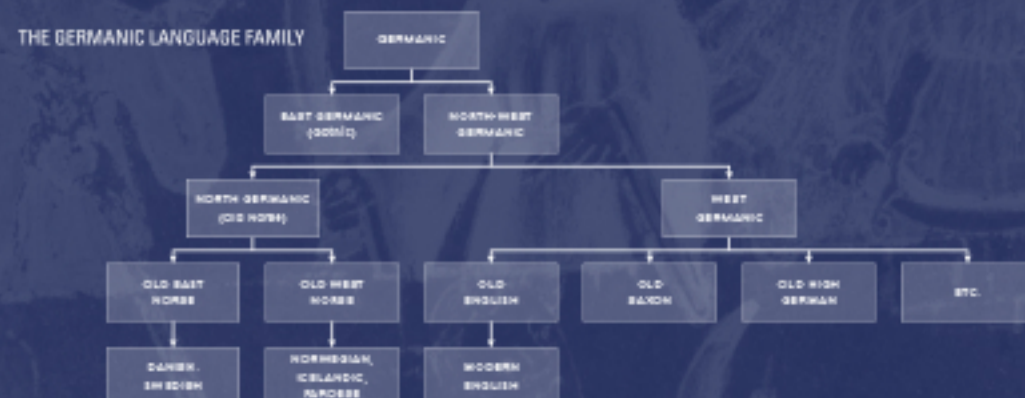 THE GERMANIC LANGUAGE FAMILY
GERMANIC
EAST GERMANIC
(GOTHIC)
NORTH-WEST
GERMANIC
NORTH GERMANIC
(OLD NORSE)
WEST
GERMANIC
OLD EAST
NORSE
OLD WEST
NORSE
OLD
ENGLISH
OLD
SAXON
OLD HIGH
GERMAN
ETC.
DANISH,
SWEDISH
NORWEGIAN,
ICELANDIC,
FAROESE
MODERN
ENGLISH